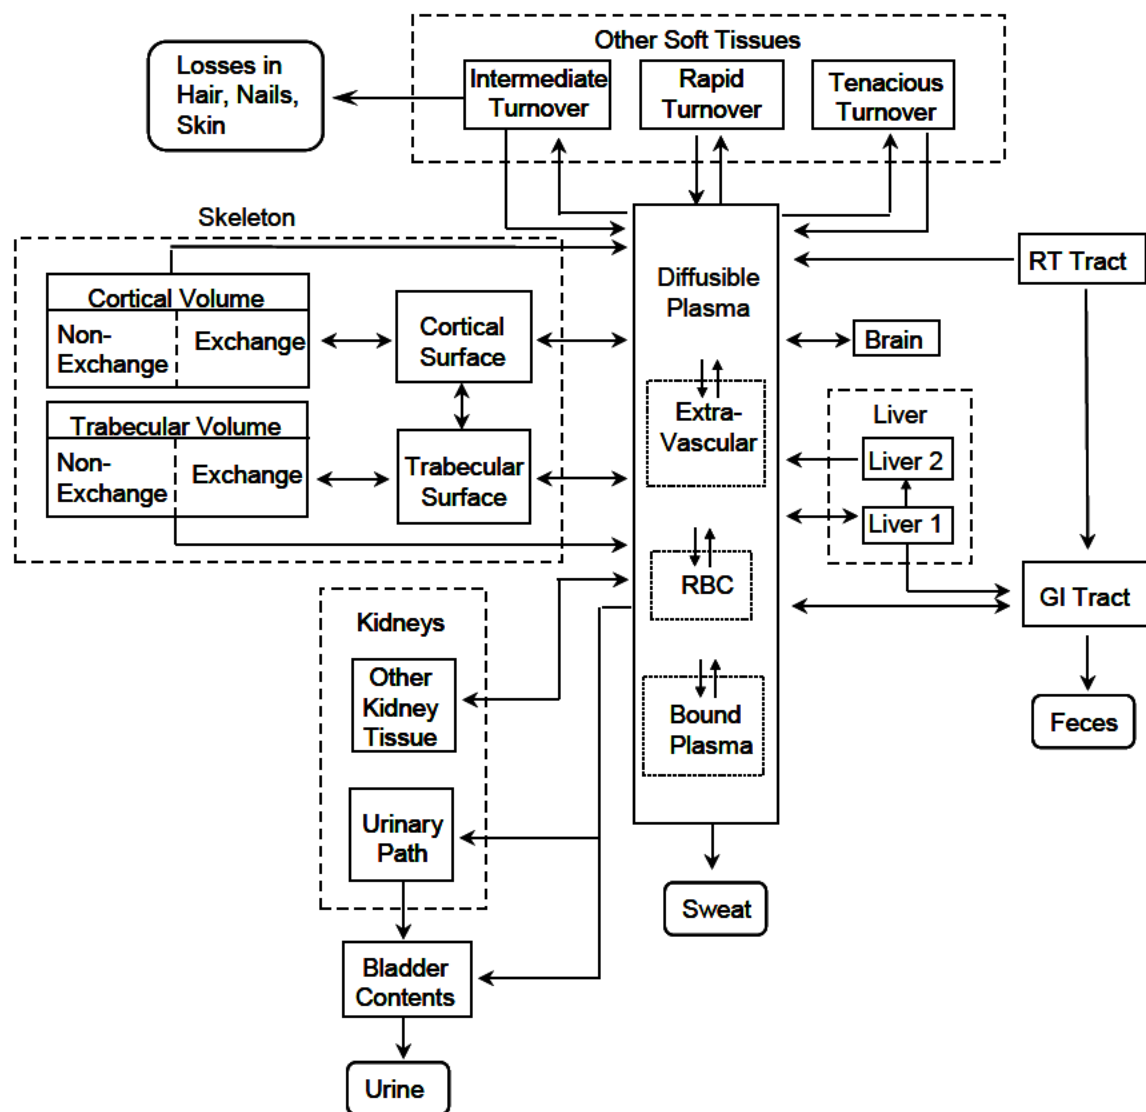 Other Soft Tissues
Losses in
Hair, Nails,
Skin
Intermediate
Turnover
Rapid
Turnover
Tenacious
Turnover
Skeleton
Cortical Volume
Non-
Exchange
Exchange
Cortical
Surface
Trabecular Volume
Non-
Exchange
Exchange
Trabecular
Surface
Diffusible
Plasma
Extra-
Vascular
RBC
Bound
Plasma
RT Tract
Brain
Liver
Liver 2
Liver 1
GI Tract
Feces
Kidneys
Other
Kidney
Tissue
Urinary
Path
Sweat
Bladder
Contents
Urine